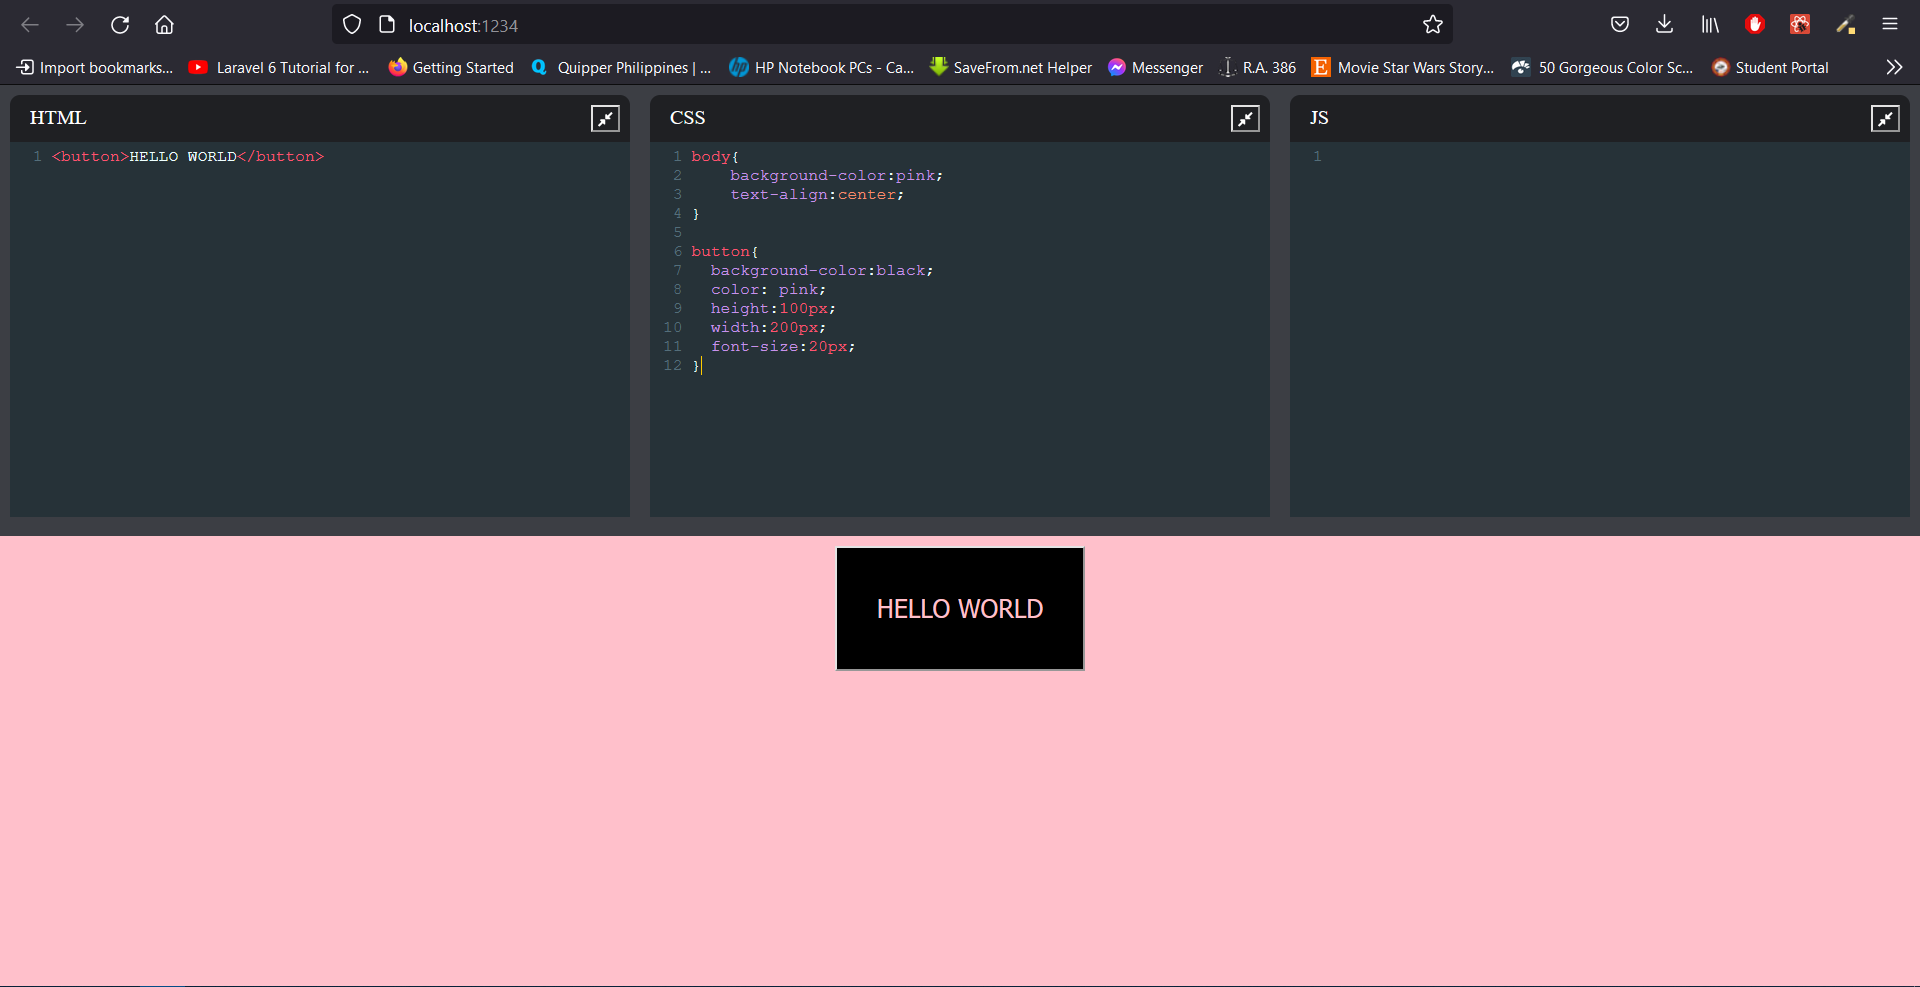 localhost:1234
Import bookmarks... Laravel 6 Tutorial for ... Getting Started Quipper Philippines | ... HP Notebook PCs - Ca... SaveFrom.net Helper Messenger R.A. 386 Movie Star Wars Story... 50 Gorgeous Color Sc... Student Portal
HTML
1 <button>HELLO WORLD</button>
CSS
1 body{
2     background-color:pink;
3     text-align:center;
4 }
5
6 button{
7   background-color:black;
8   color: pink;
9   height:100px;
10   width:200px;
11   font-size:20px;
12 }
JS
1
HELLO WORLD